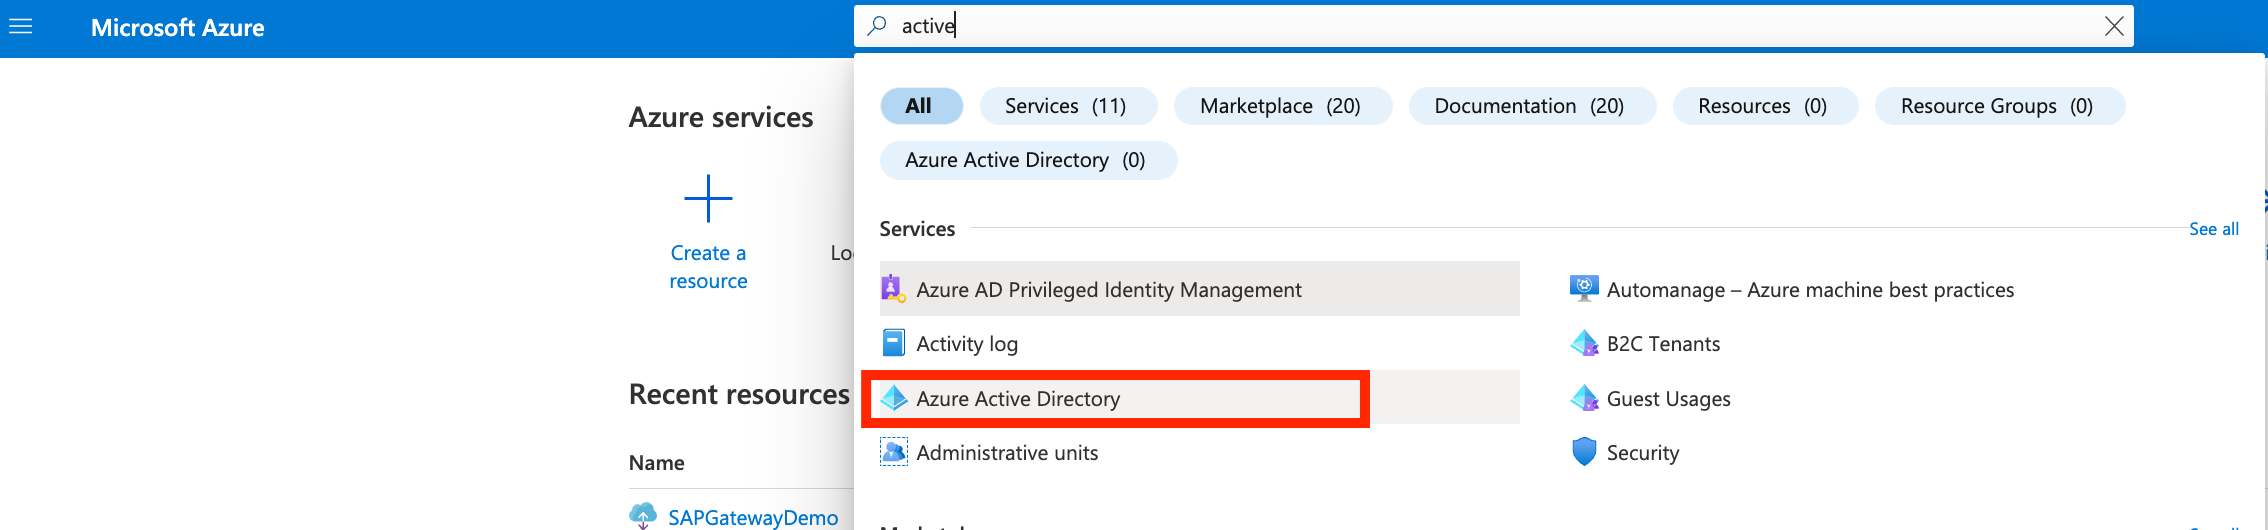 Microsoft Azure
active
All
Services (11)
Marketplace (20)
Documentation (20)
Resources (0)
Resource Groups (0)
Azure Active Directory (0)
Azure services
Create a
resource
Recent resources
Name
SAPGatewayDemo
Services
See all
Azure AD Privileged Identity Management
Activity log
Azure Active Directory
Administrative units
Automanage – Azure machine best practices
B2C Tenants
Guest Usages
Security